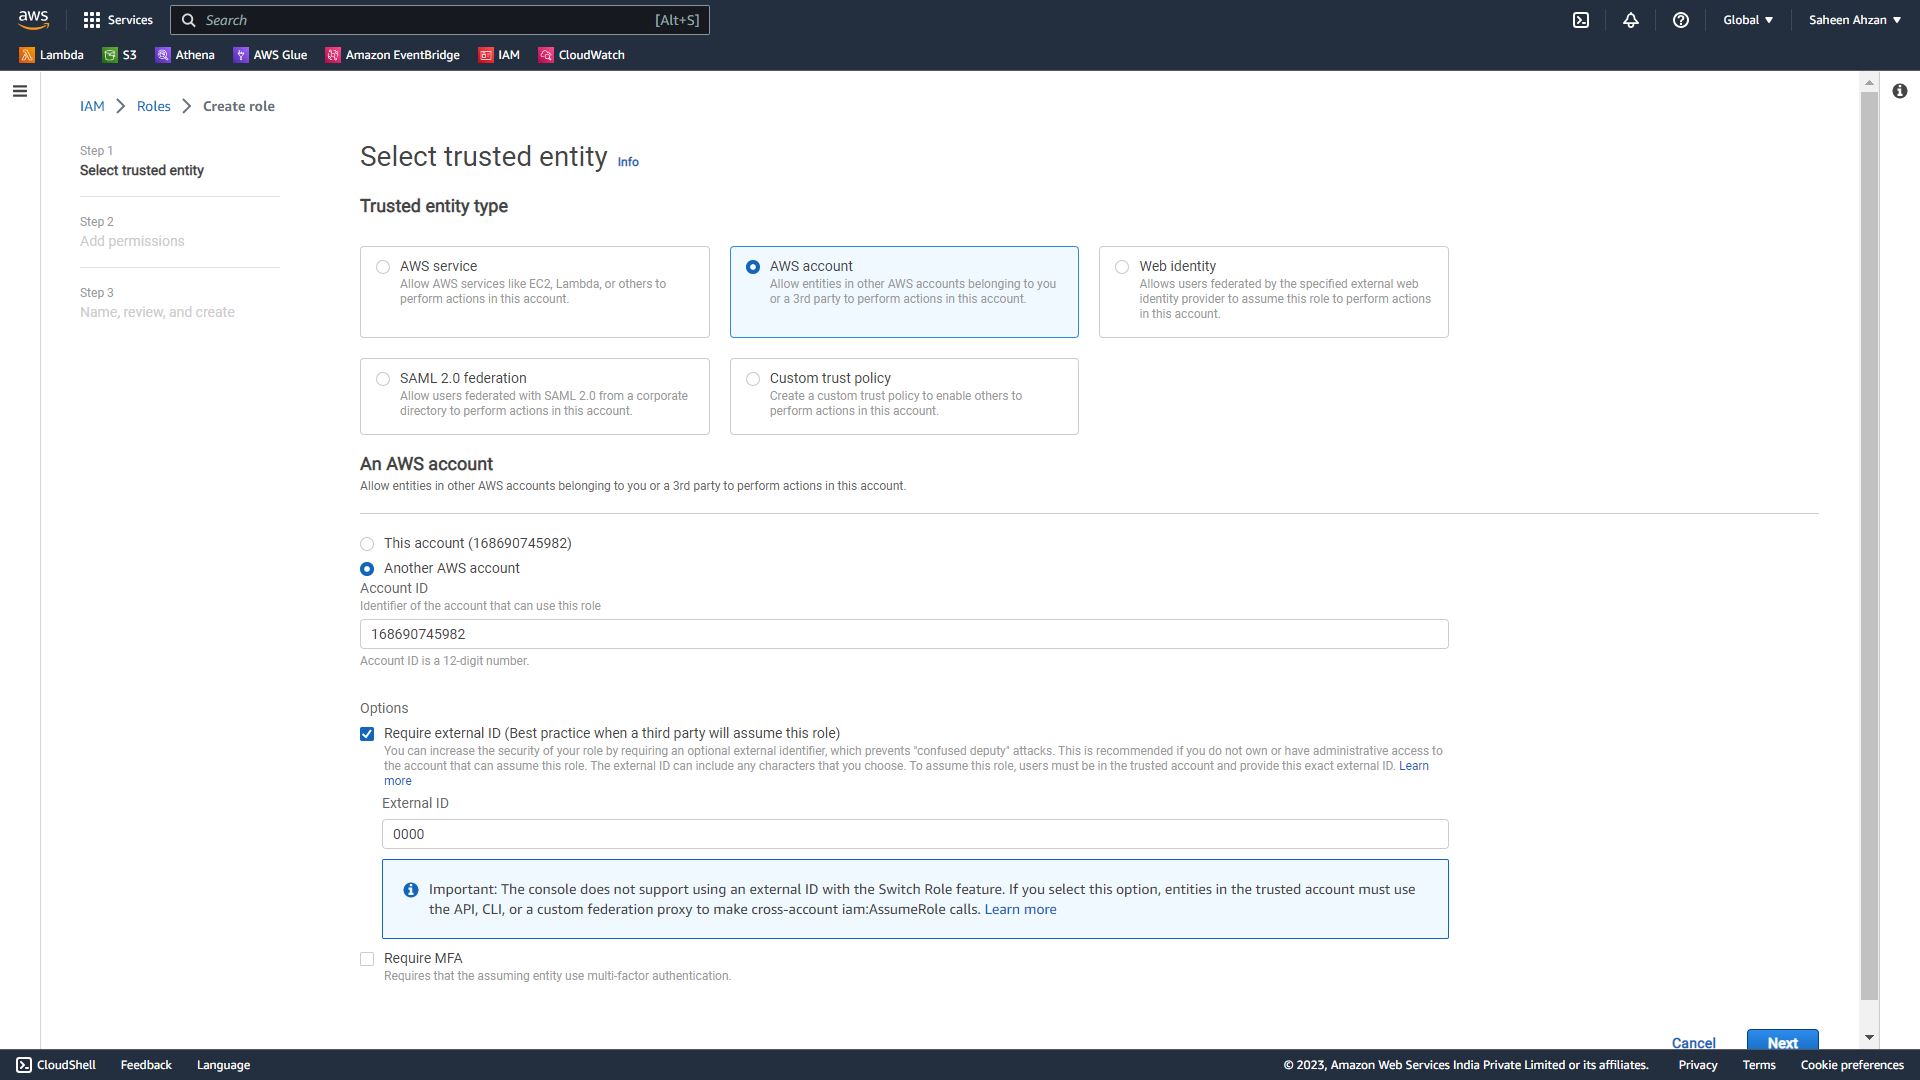 aws
Services
Search
[Alt+S]
Global
Saheen Ahzan
Lambda
S3
Athena
AWS Glue
Amazon EventBridge
IAM
CloudWatch
IAM
Roles
Create role
Step 1
Select trusted entity
Step 2
Add permissions
Step 3
Name, review, and create
Select trusted entity Info
Trusted entity type
AWS service
Allow AWS services like EC2, Lambda, or others to
perform actions in this account.
AWS account
Allow entities in other AWS accounts belonging to you
or a 3rd party to perform actions in this account.
Web identity
Allows users federated by the specified external web
identity provider to assume this role to perform actions
in this account.
SAML 2.0 federation
Allow users federated with SAML 2.0 from a corporate
directory to perform actions in this account.
Custom trust policy
Create a custom trust policy to enable others to
perform actions in this account.
An AWS account
Allow entities in other AWS accounts belonging to you or a 3rd party to perform actions in this account.
This account (168690745982)
Another AWS account
Account ID
Identifier of the account that can use this role
168690745982
Account ID is a 12-digit number.
Options
Require external ID (Best practice when a third party will assume this role)
You can increase the security of your role by requiring an optional external identifier, which prevents "confused deputy" attacks. This is recommended if you do not own or have administrative access to
the account that can assume this role. The external ID can include any characters that you choose. To assume this role, users must be in the trusted account and provide this exact external ID. Learn
more
External ID
0000
Important: The console does not support using an external ID with the Switch Role feature. If you select this option, entities in the trusted account must use
the API, CLI, or a custom federation proxy to make cross-account iam:AssumeRole calls. Learn more
Require MFA
Requires that the assuming entity use multi-factor authentication.
Cancel
Next
CloudShell
Feedback
Language
© 2023, Amazon Web Services India Private Limited or its affiliates.
Privacy
Terms
Cookie preferences